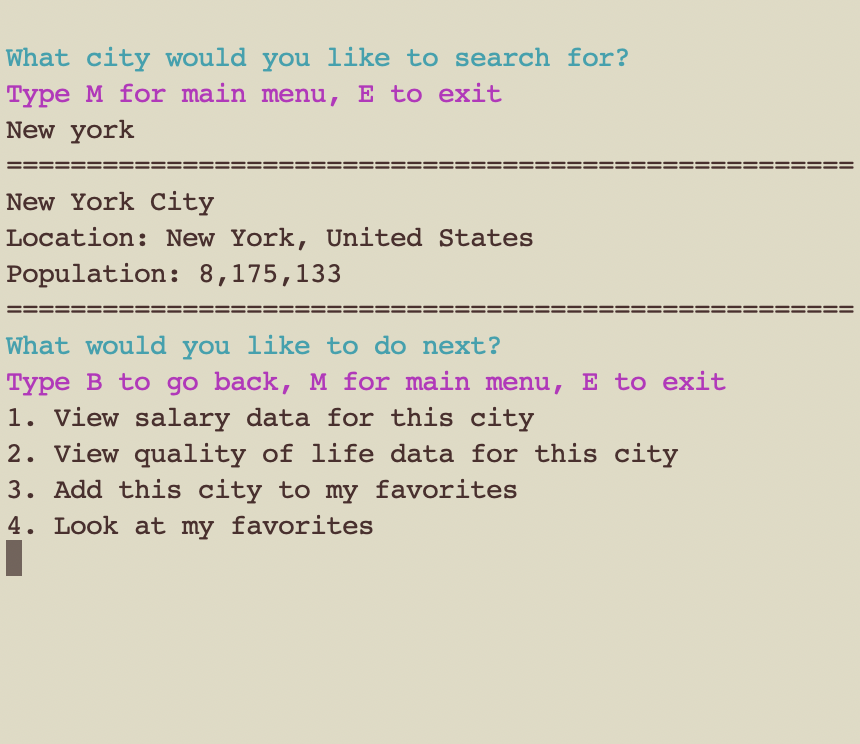 What city would you like to search for?
Type M for main menu, E to exit
New york
=====================================================
New York City
Location: New York, United States
Population: 8,175,133
=====================================================
What would you like to do next?
Type B to go back, M for main menu, E to exit
1. View salary data for this city
2. View quality of life data for this city
3. Add this city to my favorites
4. Look at my favorites